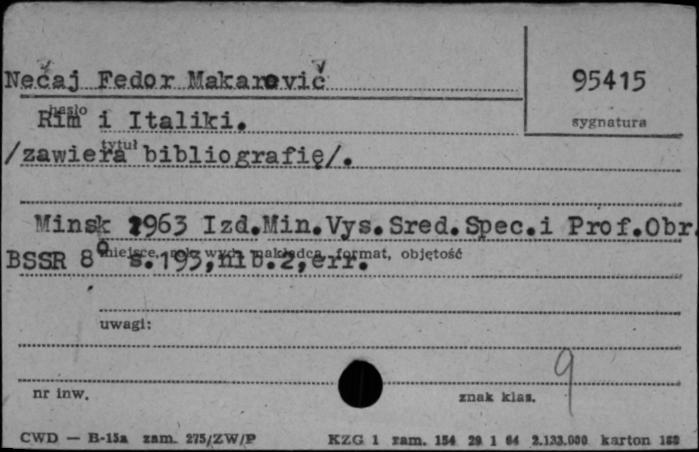 Nečaj Fedor Makarovič
95415
hasło
Rim i Italiki.
sygnatura
tytuł
/zawiera bibliografię/.
Minsk 1963 Izd.Min.Vys.Sred.Spec.i Prof.Obr.
miejsce, rok wyd., nakładca, format, objętość
BSSR 8° s.193,nlb.2,err.
uwagi:
9
nr inw.
znak klas.
CWD — B-15a zam. 275/ZW/P KZG 1 zam. 154 29 1 64 2.133.000 karton